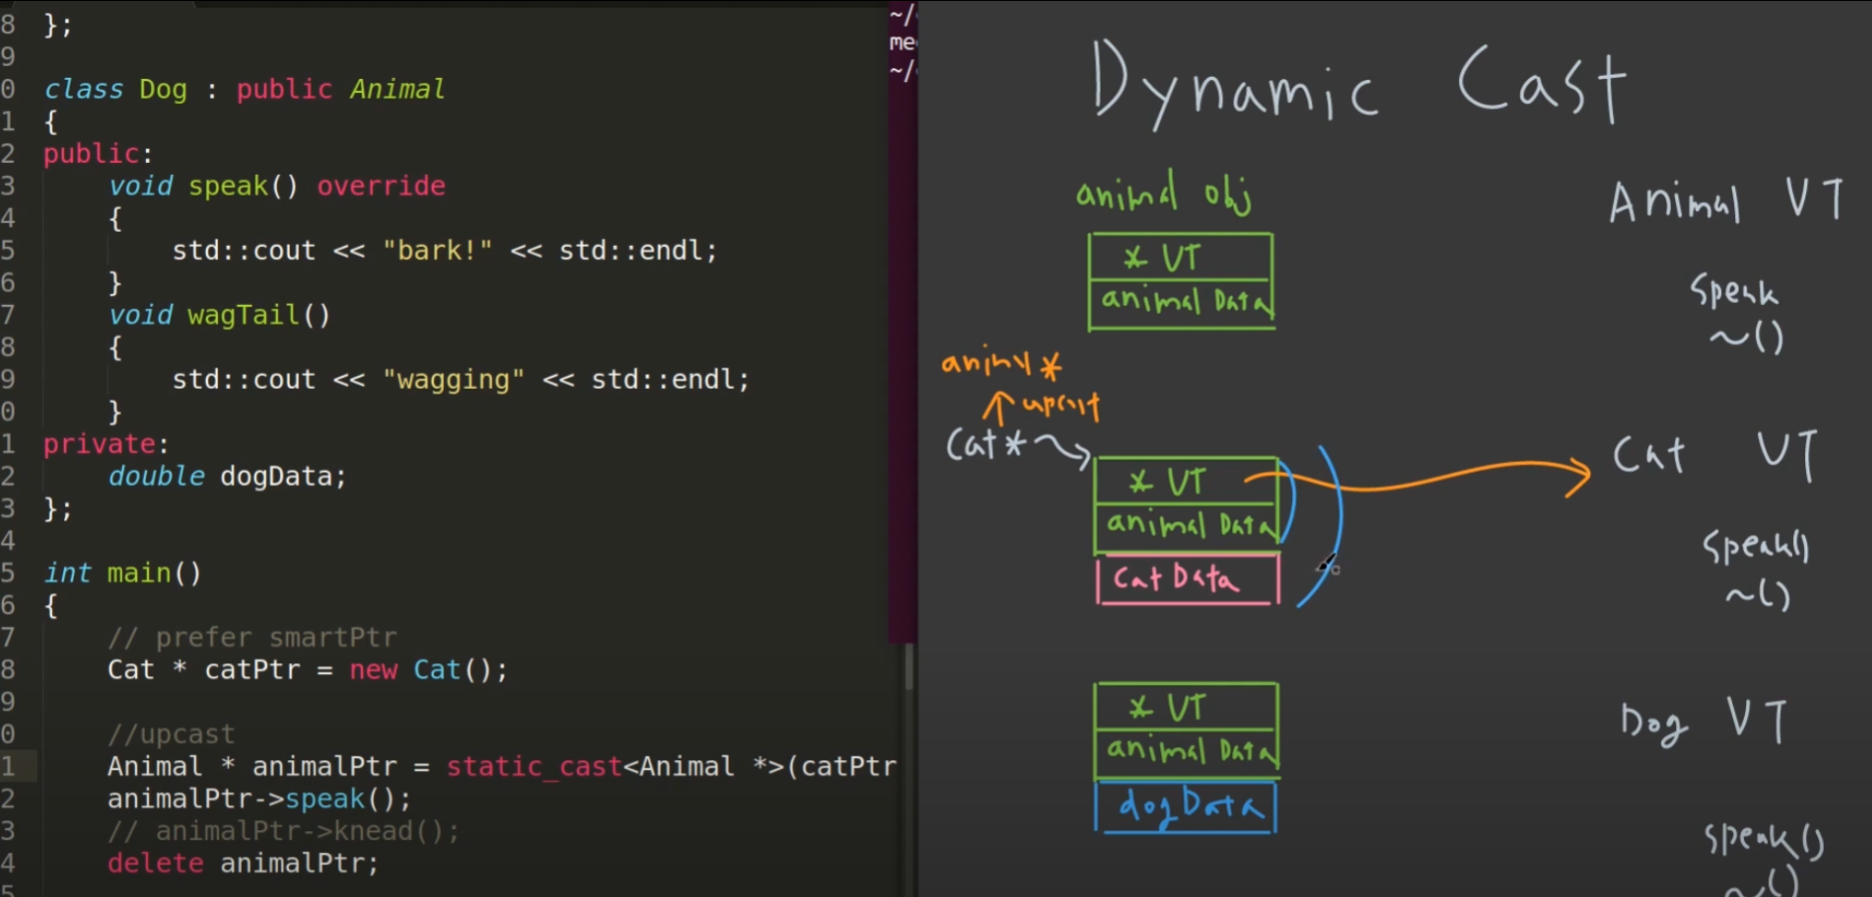 8 };
9
0 class Dog : public Animal
1 {
2 public:
3 void speak() override
4 {
5 std::cout << "bark!" << std::endl;
6 }
7 void wagTail()
8 {
9 std::cout << "wagging" << std::endl;
0 }
1 private:
2 double dogData;
3 };
4
5 int main()
6 {
7 // prefer smartPtr
8 Cat * catPtr = new Cat();
9
0 //upcast
1 Animal * animalPtr = static_cast<Animal *>(catPtr
2 animalPtr->speak();
3 // animalPtr->knead();
4 delete animalPtr;
5
~/
me
~/
Dynamic Cast
animal obj
* VT
animal Data
animal *
↑ upcast
Cat *
* VT
animal Data
Cat Data
* VT
animal Data
dogData
Animal VT
speak
~()
Cat VT
speak()
~()
Dog VT
speak()
~()